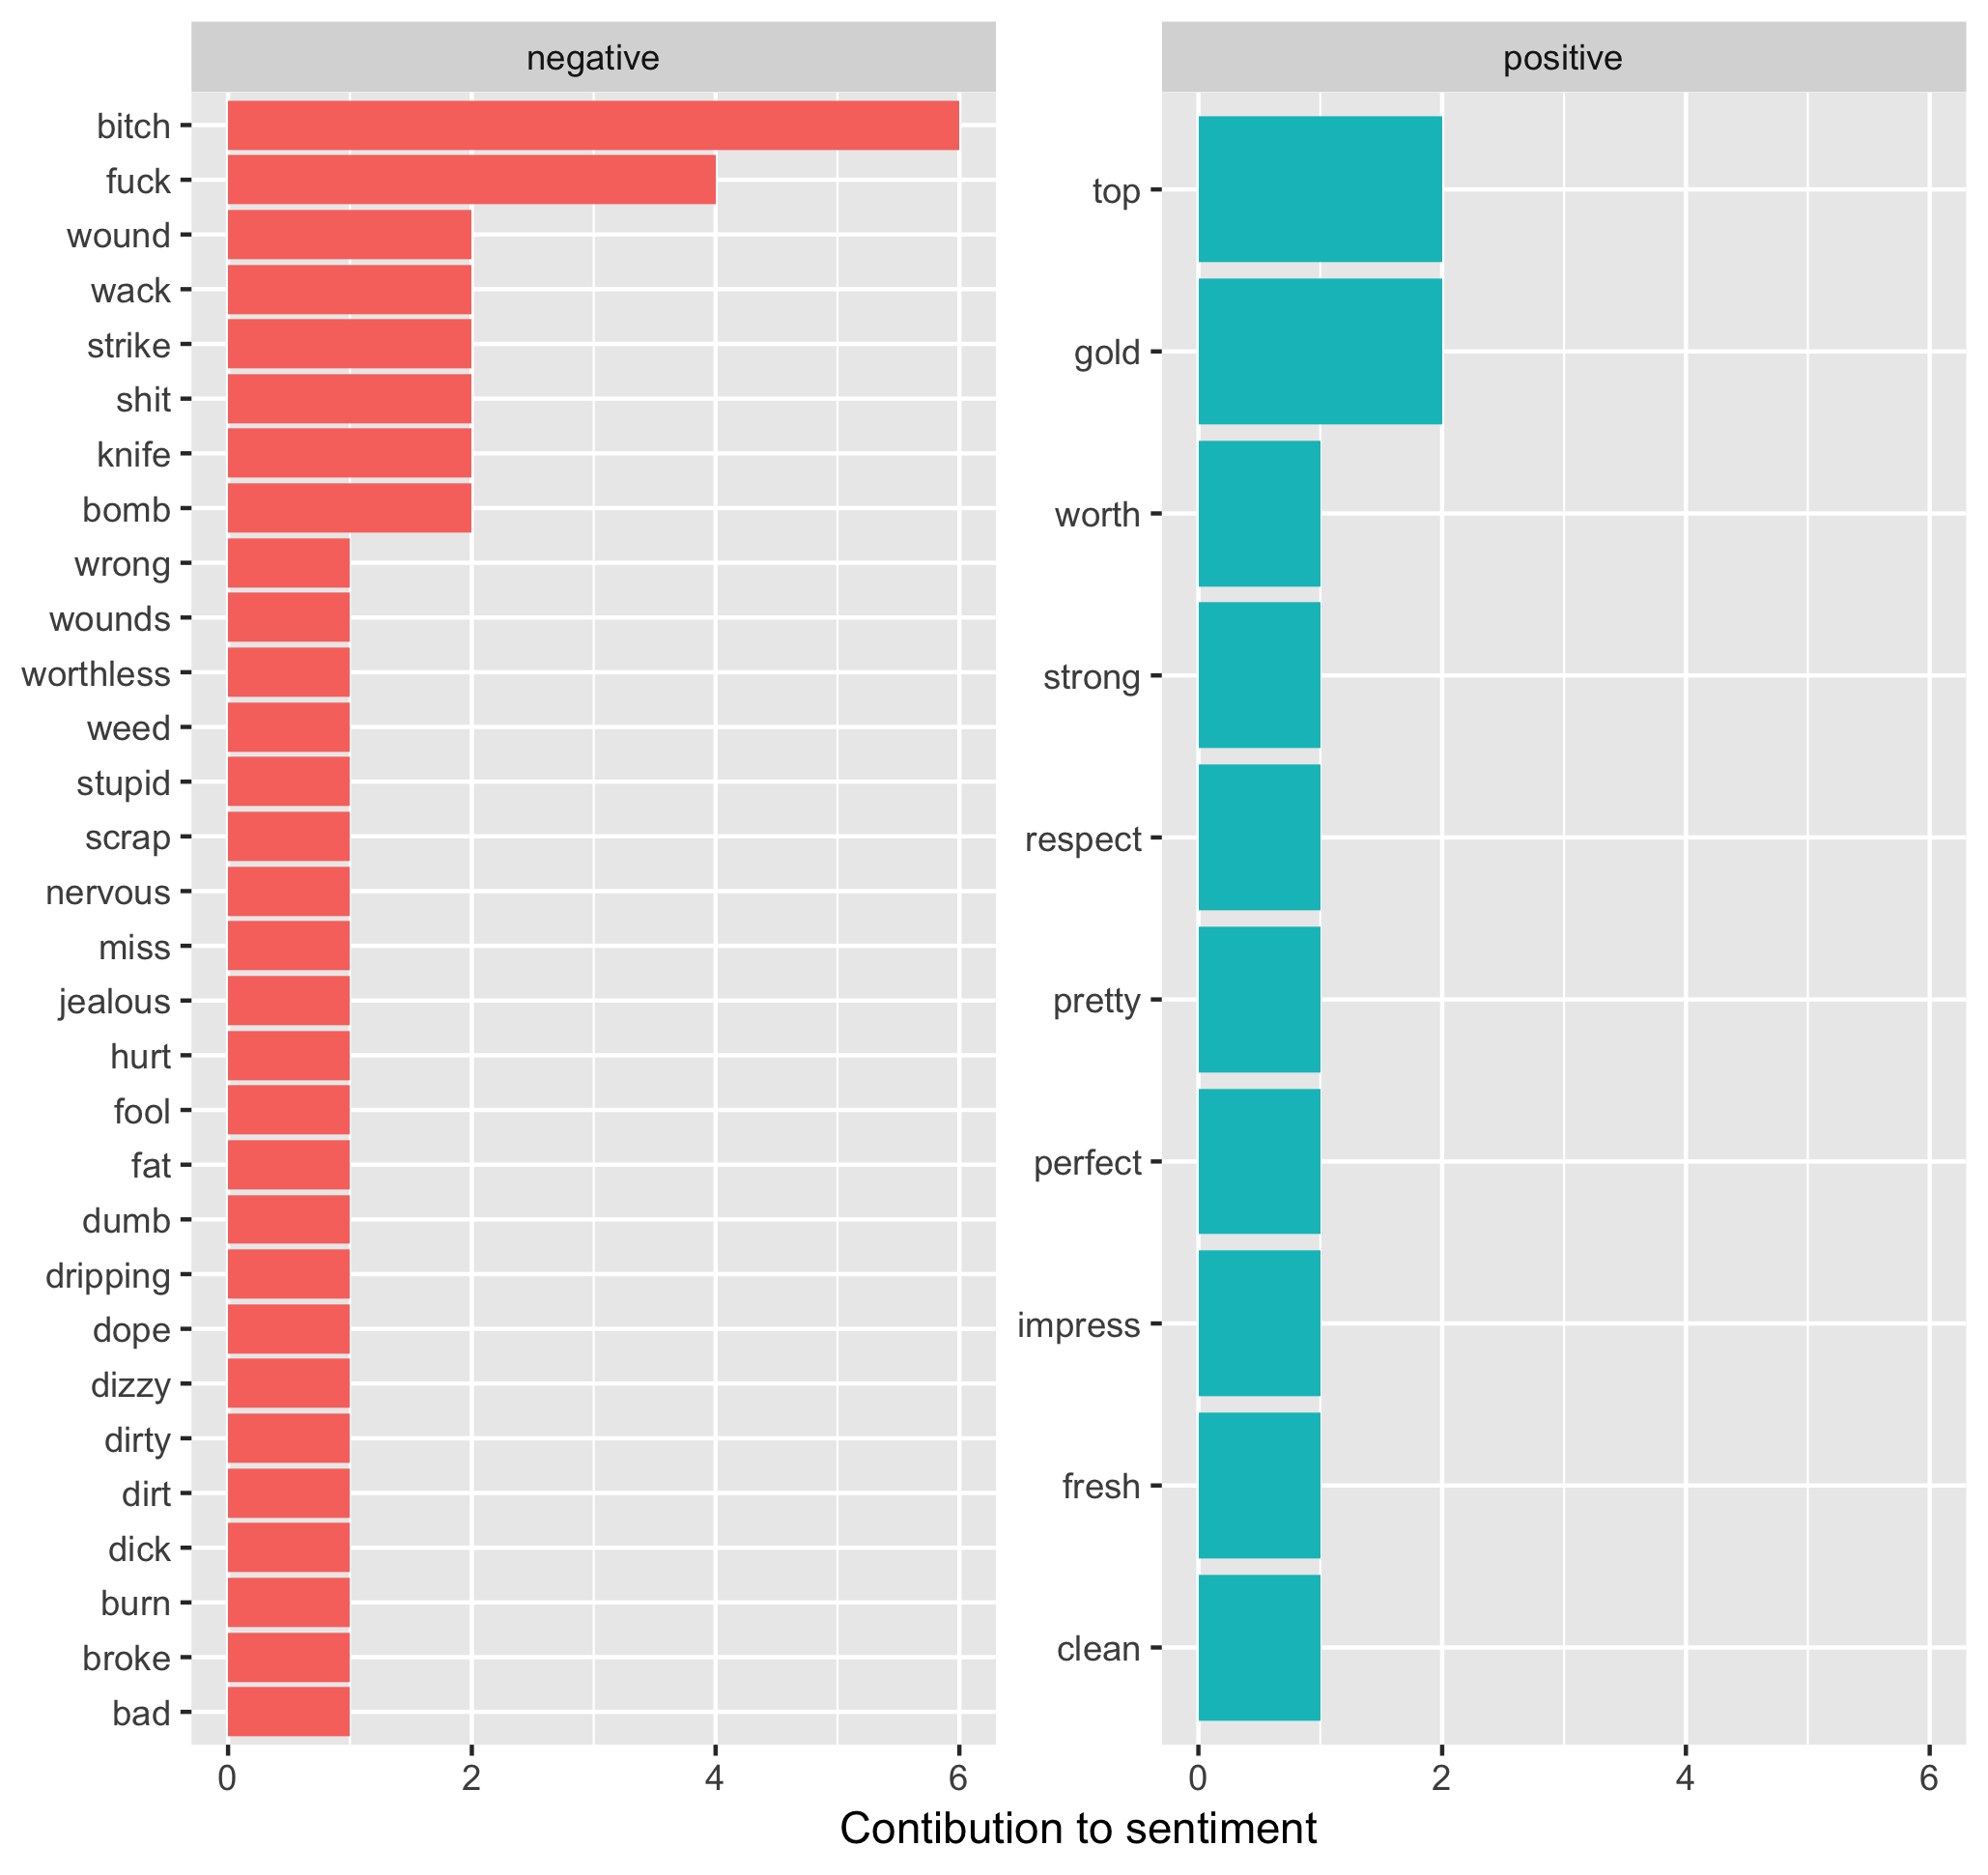 negative
bitch
fuck
wound
wack
strike
shit
knife
bomb
wrong
wounds
worthless
weed
stupid
scrap
nervous
miss
jealous
hurt
fool
fat
dumb
dripping
dope
dizzy
dirty
dirt
dick
burn
broke
bad
0 2 4 6
positive
top
gold
worth
strong
respect
pretty
perfect
impress
fresh
clean
0 2 4 6
Contibution to sentiment